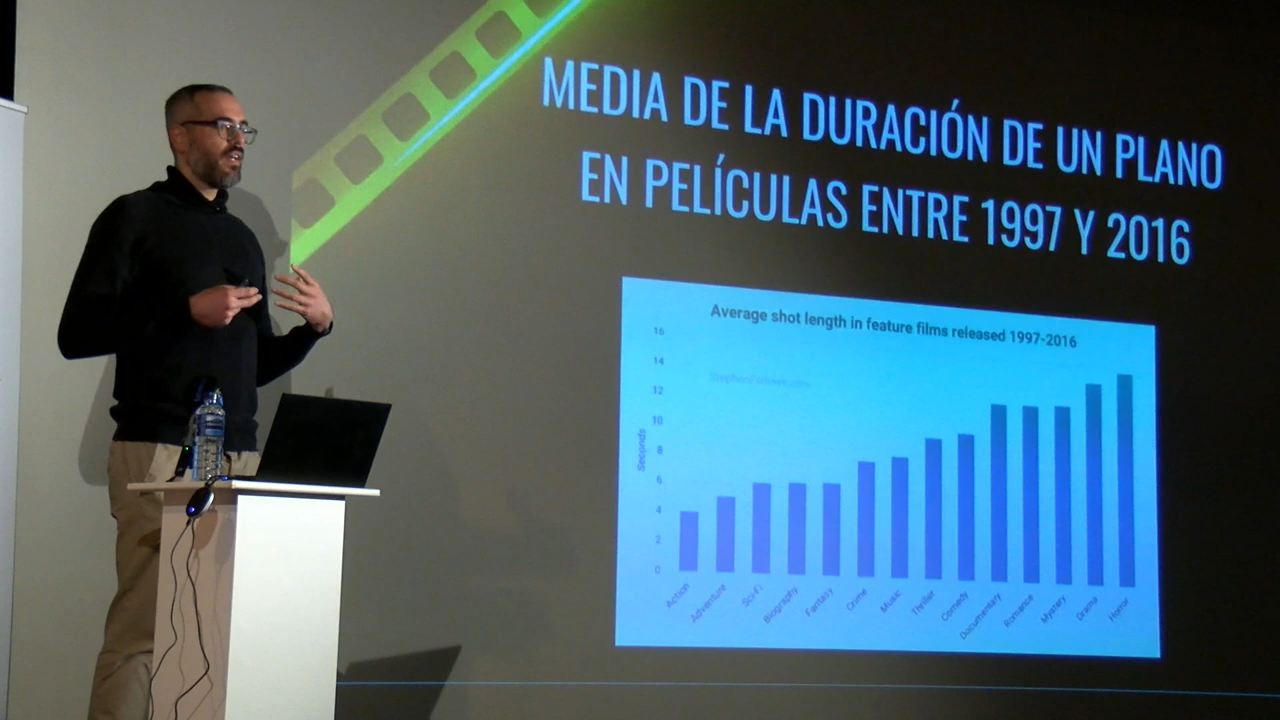 MEDIA DE LA DURACIÓN DE UN PLANO
EN PELÍCULAS ENTRE 1997 Y 2016
Average shot length in feature films released 1997-2016
StephenFollows.com
Seconds
16
14
12
10
8
6
4
2
0
Action
Adventure
Sci-Fi
Biography
Fantasy
Crime
Music
Thriller
Comedy
Documentary
Romance
Mystery
Drama
Horror